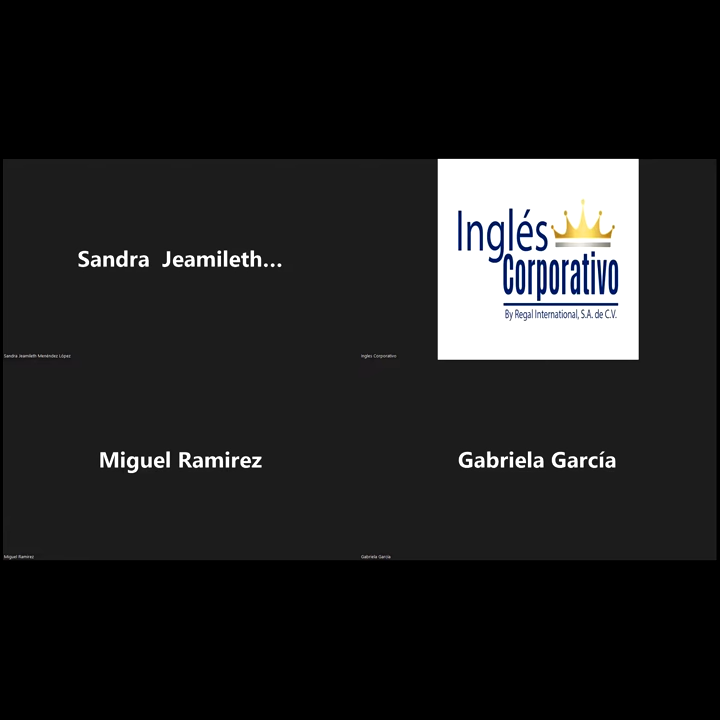 Sandra Jeamileth...
Sandra Jeamileth Menéndez López
Inglés
Corporativo
By Regal International, S.A. de C.V.
Ingles Corporativo
Miguel Ramirez
Miguel Ramirez
Gabriela García
Gabriela García